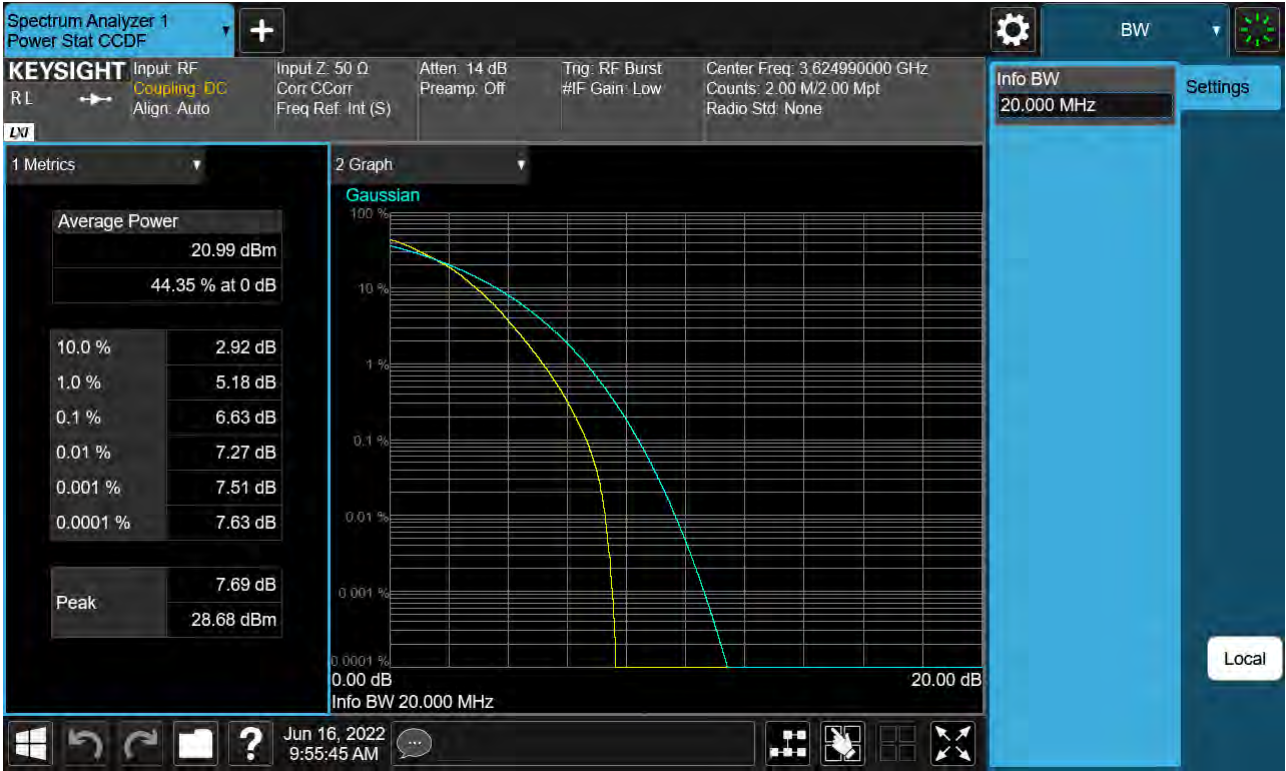 Spectrum Analyzer 1
Power Stat CCDF
+
BW
KEYSIGHT
RL
LXI
Input: RF
Coupling: DC
Align: Auto
Input Z: 50 Ω
Corr CCorr
Freq Ref: Int (S)
Atten: 14 dB
Preamp: Off
Trig: RF Burst
#IF Gain: Low
Center Freq: 3.624990000 GHz
Counts: 2.00 M/2.00 Mpt
Radio Std: None
Info BW
20.000 MHz
Settings
1 Metrics
Average Power
20.99 dBm
44.35 % at 0 dB
10.0 % 2.92 dB
1.0 % 5.18 dB
0.1 % 6.63 dB
0.01 % 7.27 dB
0.001 % 7.51 dB
0.0001 % 7.63 dB
Peak
7.69 dB
28.68 dBm
2 Graph
Gaussian
100 %
10 %
1 %
0.1 %
0.01 %
0.001 %
0.0001 %
0.00 dB 20.00 dB
Info BW 20.000 MHz
Local
?
Jun 16, 2022
9:55:45 AM